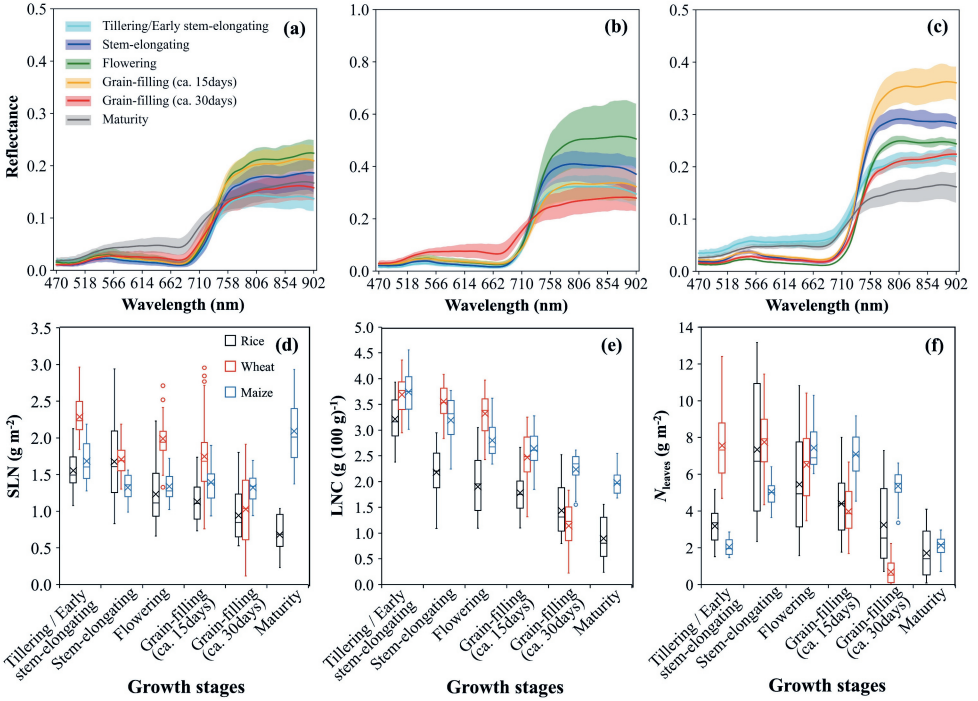 0.5
0.4
0.3
0.2
0.1
0.0
Reflectance
Tillering/Early stem-elongating
Stem-elongating
Flowering
Grain-filling (ca. 15days)
Grain-filling (ca. 30days)
Maturity
(a)
470 518 566 614 662 710 758 806 854 902
Wavelength (nm)
1.0
0.8
0.6
0.4
0.2
0.0
(b)
470 518 566 614 662 710 758 806 854 902
Wavelength (nm)
0.5
0.4
0.3
0.2
0.1
0.0
(c)
470 518 566 614 662 710 758 806 854 902
Wavelength (nm)
3.5
3.0
2.5
2.0
1.5
1.0
0.5
0.0
SLN (g m-2)
(d)
Rice
Wheat
Maize
Tillering / Early
stem-elongating
Stem-elongating
Flowering
Grain-filling
(ca. 15days)
Grain-filling
(ca. 30days)
Maturity
Growth stages
5.0
4.5
4.0
3.5
3.0
2.5
2.0
1.5
1.0
0.5
0.0
LNC (g (100 g)-1)
(e)
Tillering / Early
stem-elongating
Stem-elongating
Flowering
Grain-filling
(ca. 15days)
Grain-filling
(ca. 30days)
Maturity
Growth stages
14
12
10
8
6
4
2
0
Nleaves (g m-2)
(f)
Tillering / Early
stem-elongating
Stem-elongating
Flowering
Grain-filling
(ca. 15days)
Grain-filling
(ca. 30days)
Maturity
Growth stages